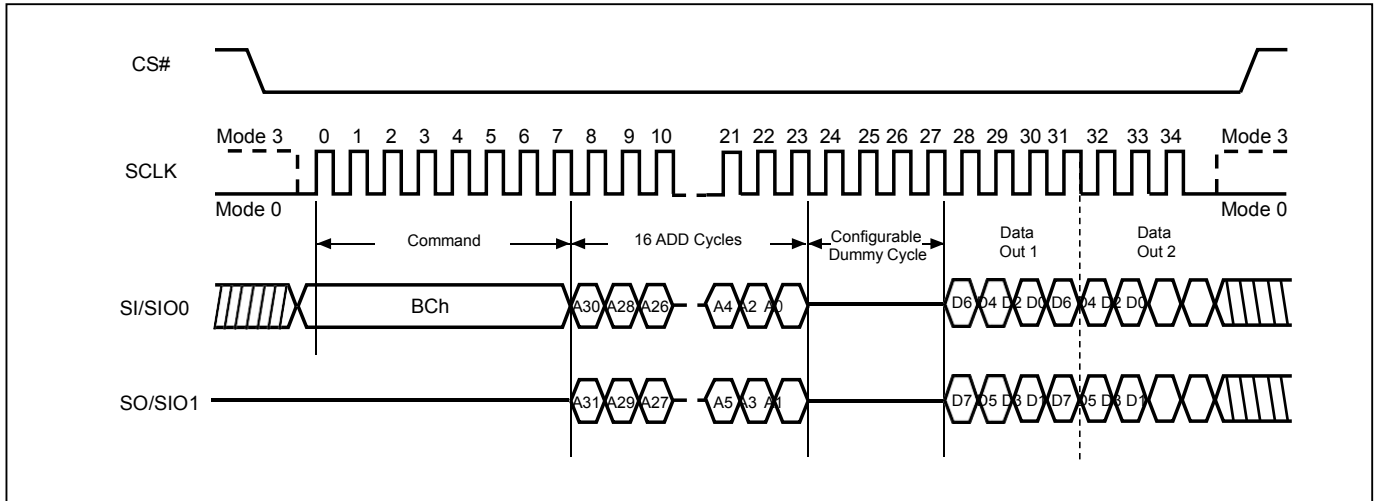 CS#
Mode 3 0 1 2 3 4 5 6 7 8 9 10 21 22 23 24 25 26 27 28 29 30 31 32 33 34 Mode 3
SCLK
Mode 0 Mode 0
Command 16 ADD Cycles Configurable Dummy Cycle Data Out 1 Data Out 2
SI/SIO0 BCh A30 A28 A26 A4 A2 A0 D6 D4 D2 D0 D6 D4 D2 D0
SO/SIO1 A31 A29 A27 A5 A3 A1 D7 D5 D3 D1 D7 D5 D3 D1